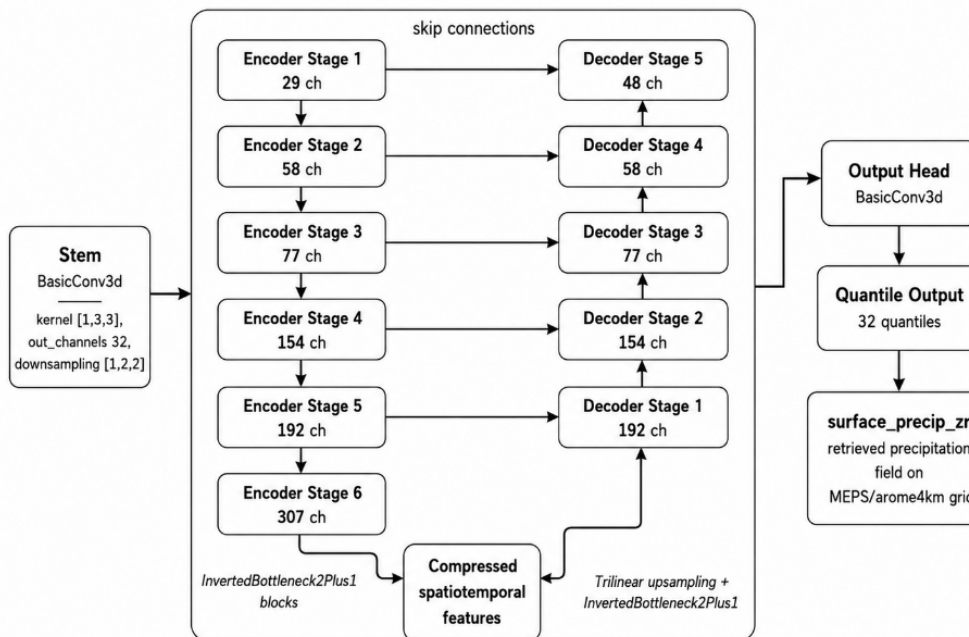 skip connections
Stem
BasicConv3d
kernel [1,3,3],
out_channels 32,
downsampling [1,2,2]
Encoder Stage 1
29 ch
Encoder Stage 2
58 ch
Encoder Stage 3
77 ch
Encoder Stage 4
154 ch
Encoder Stage 5
192 ch
Encoder Stage 6
307 ch
InvertedBottleneck2Plus1
blocks
Compressed
spatiotemporal
features
Decoder Stage 5
48 ch
Decoder Stage 4
58 ch
Decoder Stage 3
77 ch
Decoder Stage 2
154 ch
Decoder Stage 1
192 ch
Trilinear upsampling +
InvertedBottleneck2Plus1
Output Head
BasicConv3d
Quantile Output
32 quantiles
surface_precip_zr
retrieved precipitation
field on
MEPS/arome4km grid